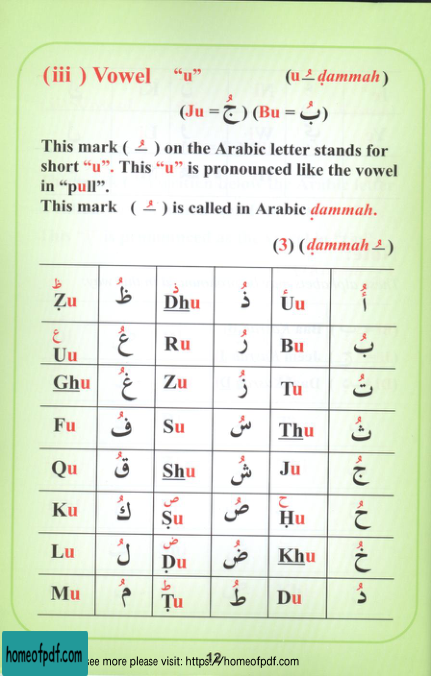 (iii ) Vowel “u” (u ـُ ḍammah)
(Ju = جُ) (Bu = بُ)
This mark ( ـُ ) on the Arabic letter stands for
short “u”. This “u” is pronounced like the vowel
in “pull”.
This mark ( ـُ ) is called in Arabic ḍammah.
(3) (ḍammah ـُ )
ظ Ẓu ظُ ذ Dhu ذُ أ Úu أُ
ع Uu عُ Ru رُ Bu بُ
Ghu غُ Zu زُ Tu تُ
Fu فُ Su سُ Thu ثُ
Qu قُ Shu شُ Ju جُ
Ku كُ ص Ṣu صُ ح Ḥu حُ
Lu لُ ض Ḍu ضُ Khu خُ
Mu مُ ط Ṭu طُ Du دُ
12
homeofpdf.com see more please visit: https://homeofpdf.com